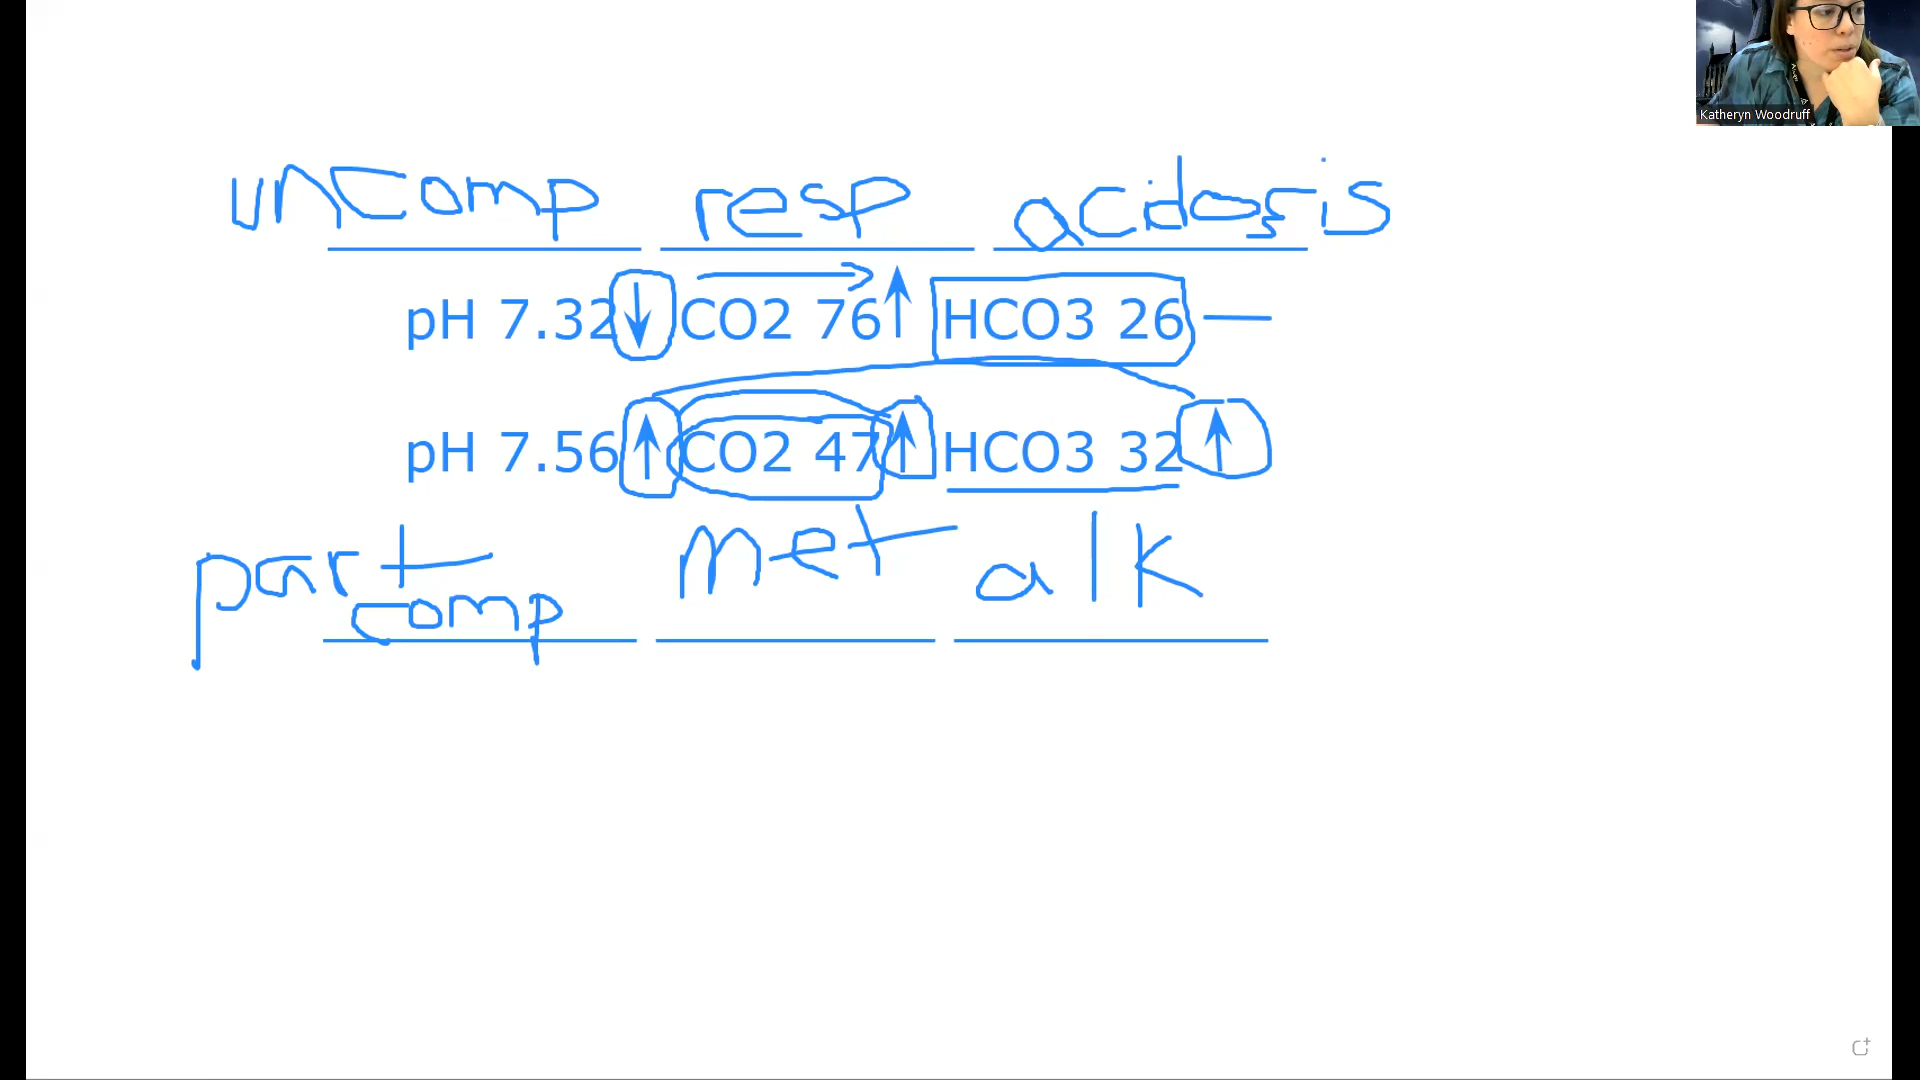 Katheryn Woodruff
uncomp resp acidosis
pH 7.32 ↓ CO2 76 ↑ HCO3 26 —
pH 7.56 ↑ CO2 47 ↑ HCO3 32 ↑
part comp met alk